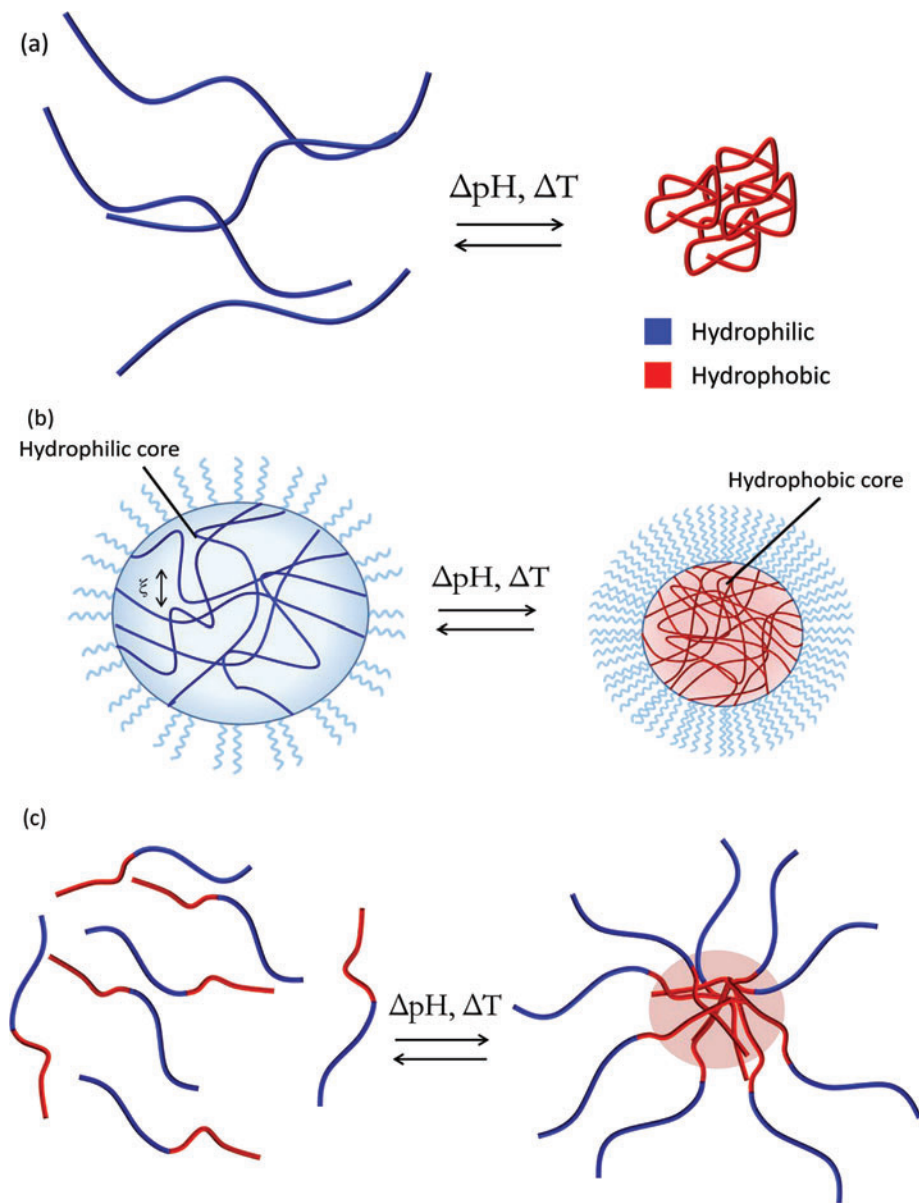 (a)
ΔpH, ΔT
Hydrophilic
Hydrophobic
(b)
Hydrophilic core
Hydrophobic core
ξ
ΔpH, ΔT
(c)
ΔpH, ΔT